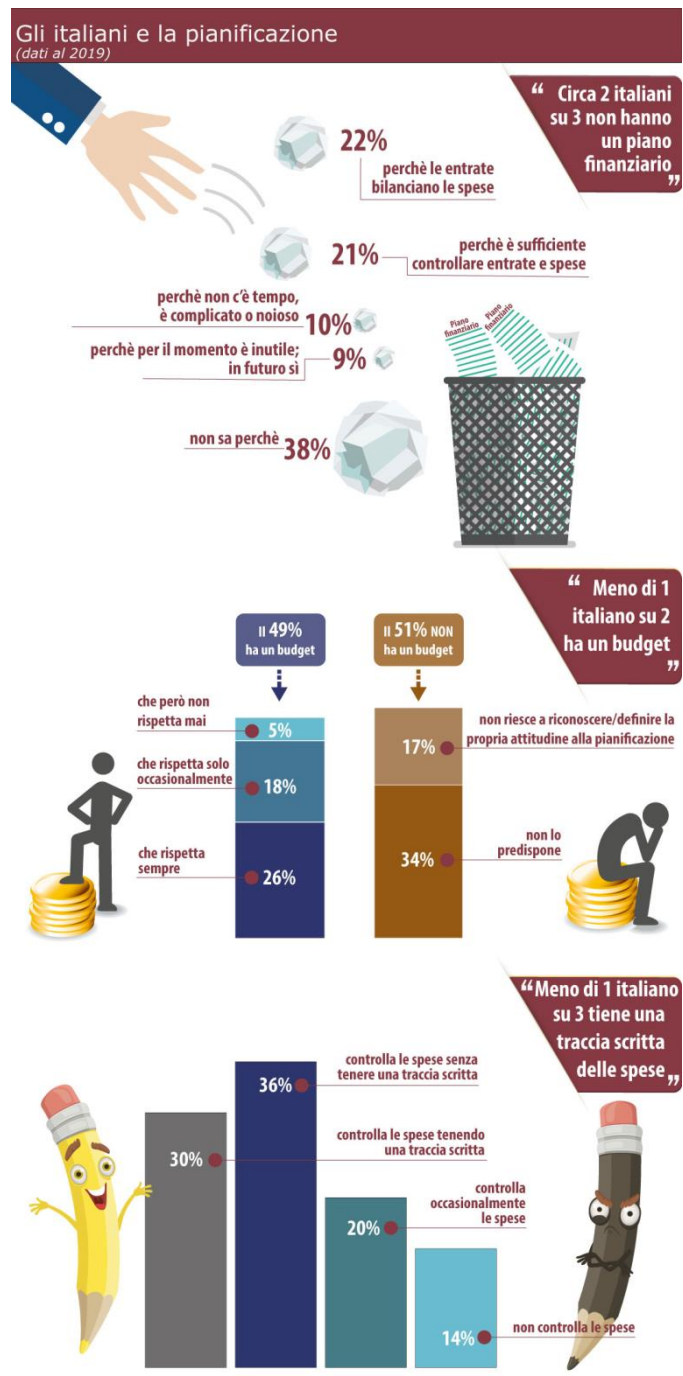 Gli italiani e la pianificazione
(dati al 2019)
“ Circa 2 italiani
su 3 non hanno
un piano
finanziario ”
22%
perchè le entrate
bilanciano le spese
21%
perchè è sufficiente
controllare entrate e spese
perchè non c'è tempo,
è complicato o noioso
10%
perchè per il momento è inutile;
in futuro sì
9%
non sa perchè
38%
Piano
finanziario
Piano
finanziario
“ Meno di 1
italiano su 2
ha un budget ”
Il 49%
ha un budget
Il 51% NON
ha un budget
che però non
rispetta mai
5%
che rispetta solo
occasionalmente
18%
che rispetta
sempre
26%
17%
non riesce a riconoscere/definire la
propria attitudine alla pianificazione
34%
non lo
predispone
“Meno di 1 italiano
su 3 tiene una
traccia scritta
delle spese”
36%
controlla le spese senza
tenere una traccia scritta
30%
controlla le spese tenendo
una traccia scritta
20%
controlla
occasionalmente
le spese
14%
non controlla le spese